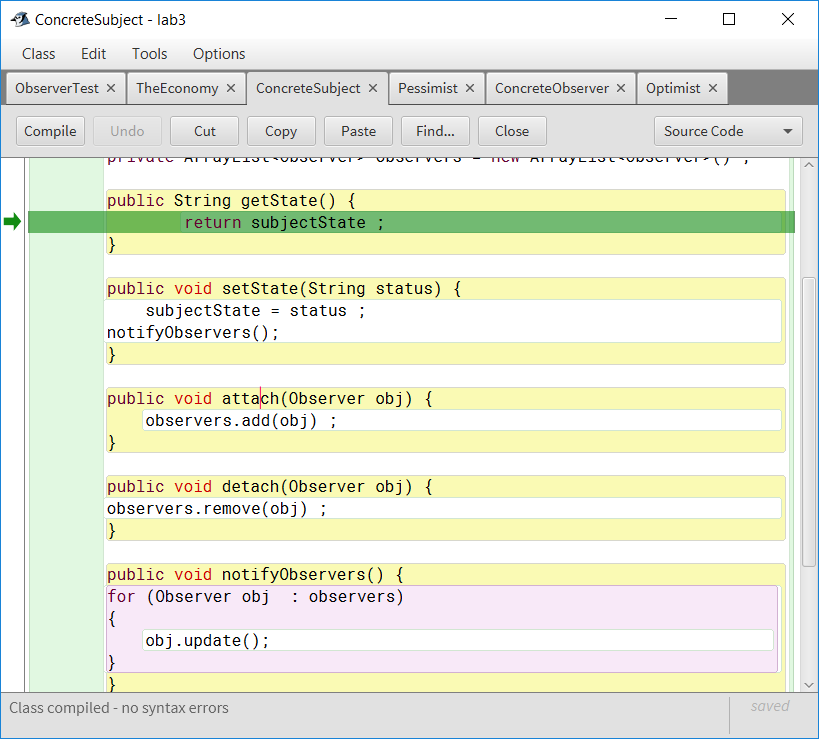 ConcreteSubject - lab3
Class Edit Tools Options
ObserverTest TheEconomy ConcreteSubject Pessimist ConcreteObserver Optimist
Compile Undo Cut Copy Paste Find... Close Source Code
private ArrayList<Observer> observers = new ArrayList<Observer>() ;
public String getState() {
return subjectState ;
}
public void setState(String status) {
subjectState = status ;
notifyObservers();
}
public void attach(Observer obj) {
observers.add(obj) ;
}
public void detach(Observer obj) {
observers.remove(obj) ;
}
public void notifyObservers() {
for (Observer obj  : observers)
{
obj.update();
}
}
Class compiled - no syntax errors
saved